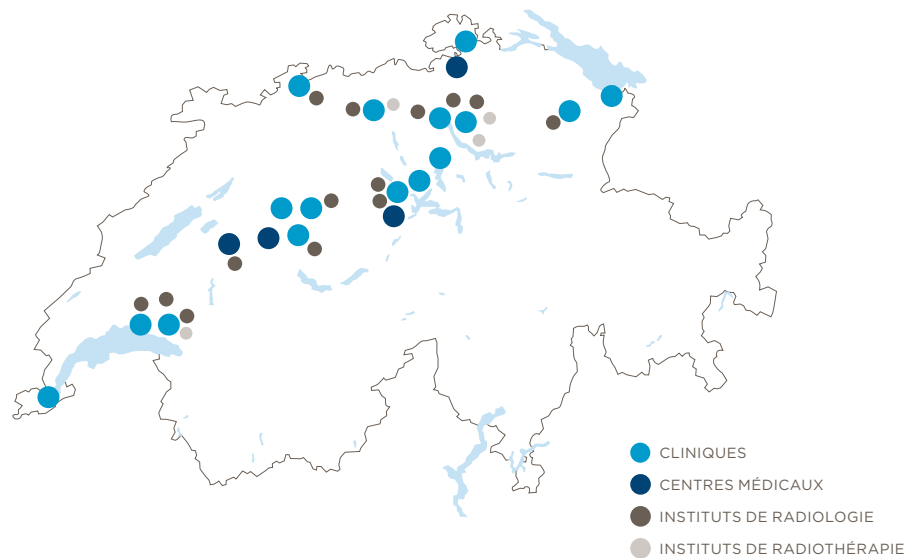 CLINIQUES
CENTRES MÉDICAUX
INSTITUTS DE RADIOLOGIE
INSTITUTS DE RADIOTHÉRAPIE